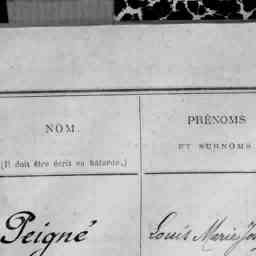 NOM.
(Il doit être écrit en bâtarde.)
PRÉNOMS
ET SURNOMS
Peigné
Louis Marie